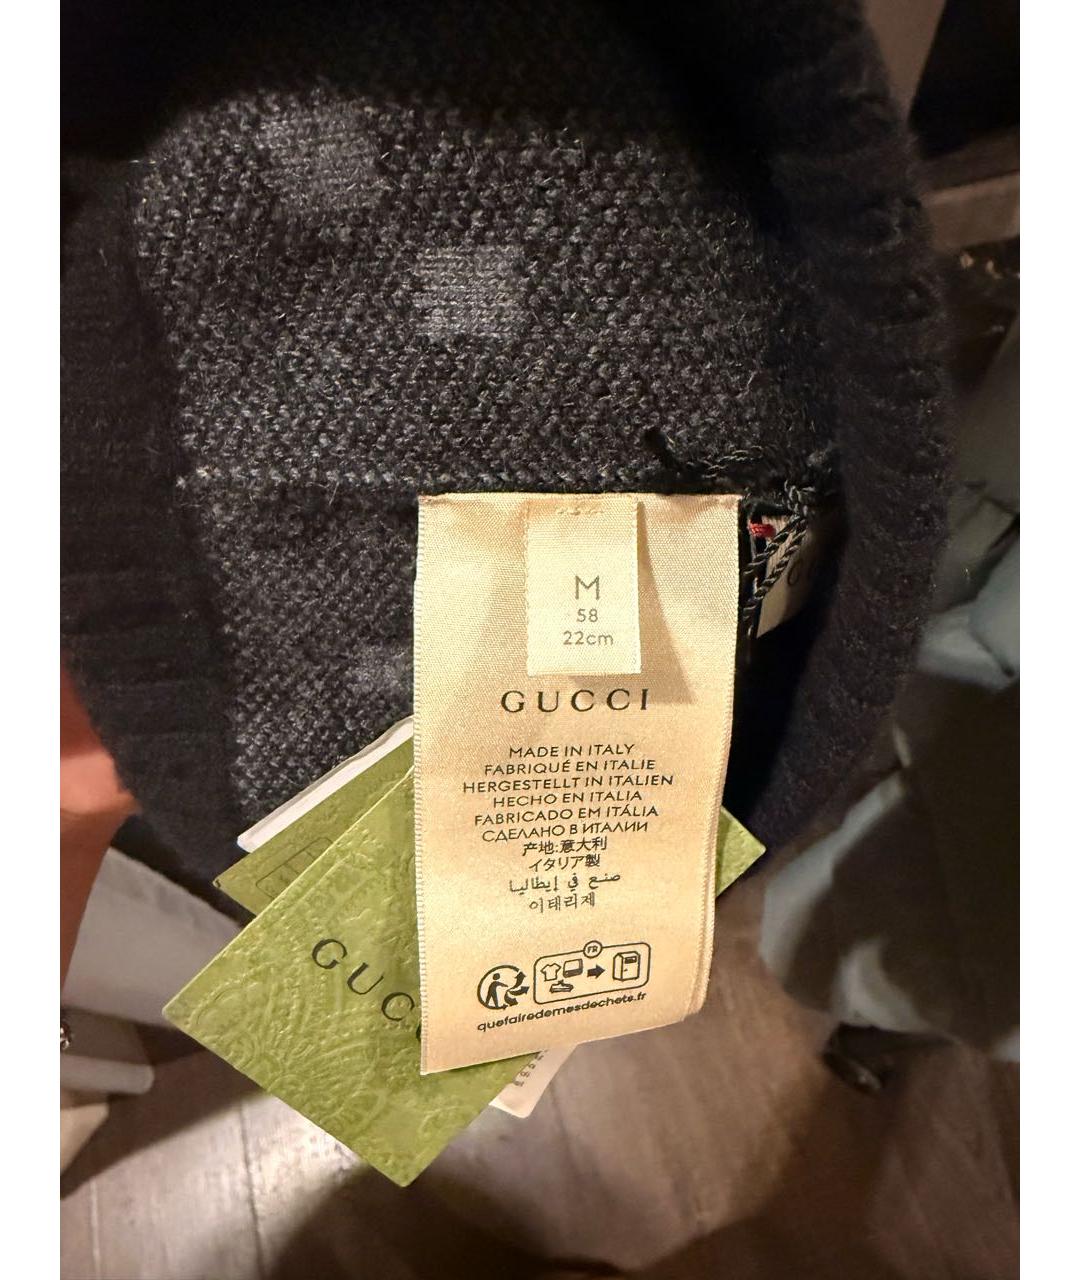 M
58
22cm
GUCCI
MADE IN ITALY
FABRIQUÉ EN ITALIE
HERGESTELLT IN ITALIEN
HECHO EN ITALIA
FABRICADO EM ITÁLIA
СДЕЛАНО В ИТАЛИИ
产地:意大利
イタリア製
صنع في إيطاليا
이태리제
FR
quefairedemesdechets.fr
GUCC
G